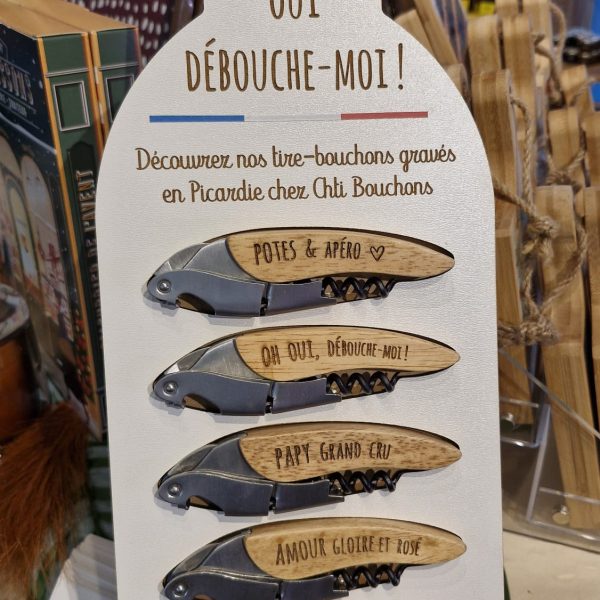 OUI
DÉBOUCHE-MOI !
Découvrez nos tire-bouchons gravés
en Picardie chez Chti Bouchons
POTES & APÉRO ♡
OH OUI, DÉBOUCHE-MOI !
PAPY GRAND CRU
AMOUR GLOIRE ET ROSÉ